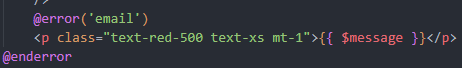 />
@error('email')
<p class="text-red-500 text-xs mt-1">{{ $message }}</p>
@enderror